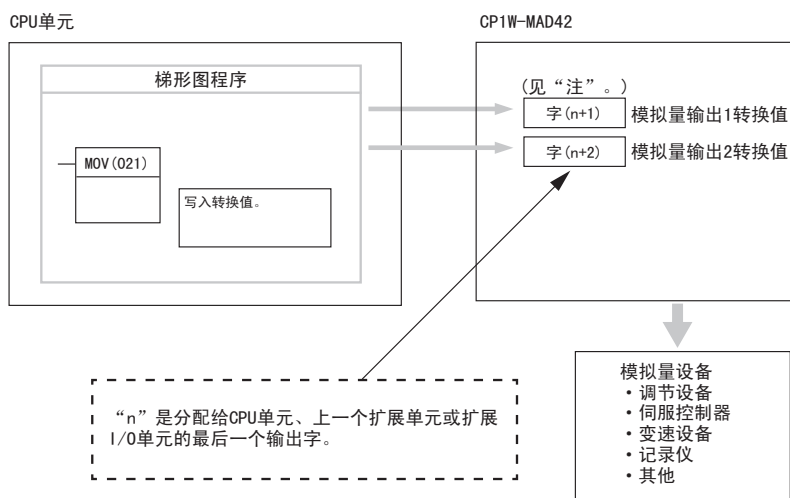 CPU单元
CP1W-MAD42
梯形图程序
(见“注”。)
字(n+1)
模拟量输出1转换值
字(n+2)
模拟量输出2转换值
MOV(021)
写入转换值。
“n”是分配给CPU单元、上一个扩展单元或扩展
I/O单元的最后一个输出字。
模拟量设备
・调节设备
・伺服控制器
・变速设备
・记录仪
・其他